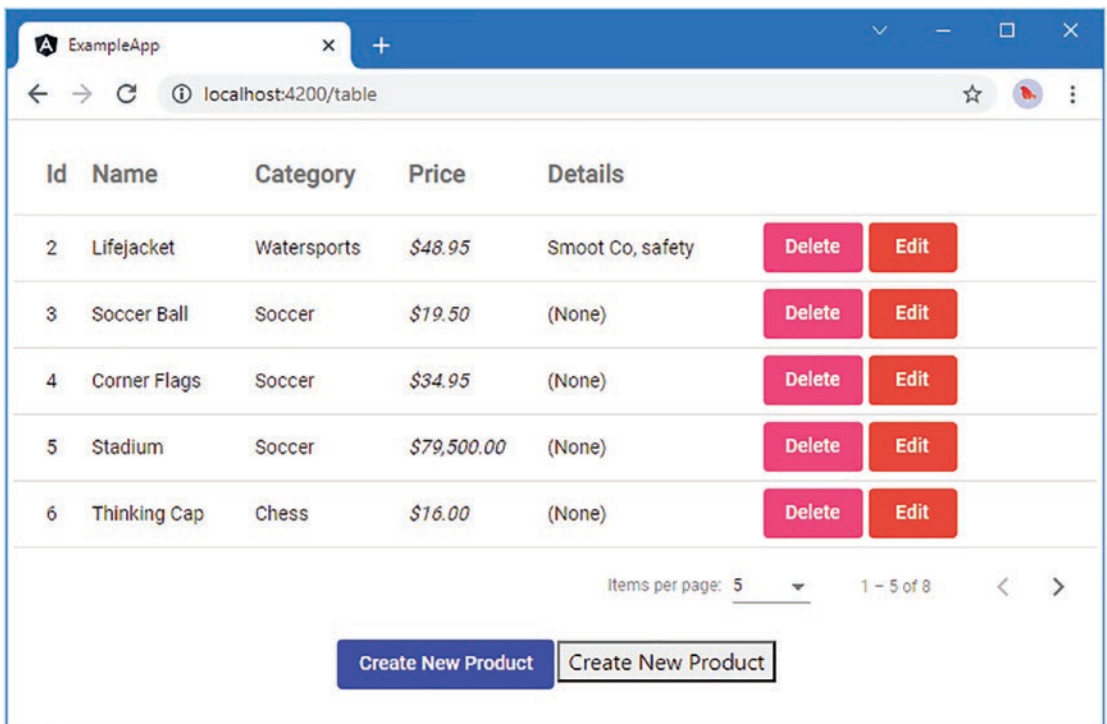 ExampleApp
localhost:4200/table
Id Name Category Price Details
2 Lifejacket Watersports $48.95 Smoot Co, safety Delete Edit
3 Soccer Ball Soccer $19.50 (None) Delete Edit
4 Corner Flags Soccer $34.95 (None) Delete Edit
5 Stadium Soccer $79,500.00 (None) Delete Edit
6 Thinking Cap Chess $16.00 (None) Delete Edit
Items per page: 5 1 – 5 of 8
Create New Product Create New Product